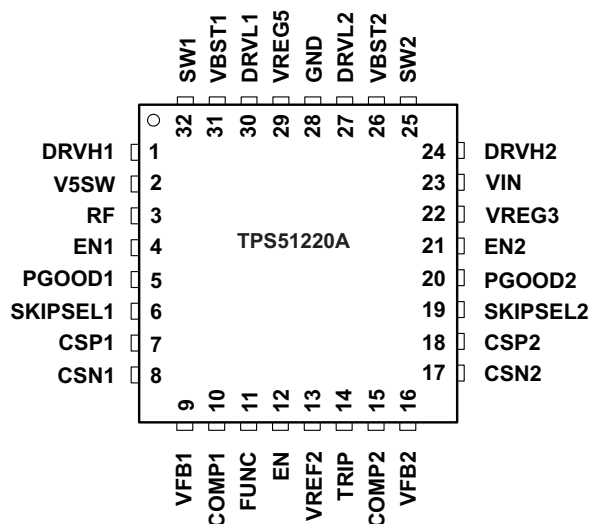 SW1
VBST1
DRVL1
VREG5
GND
DRVL2
VBST2
SW2
32
31
30
29
28
27
26
25
DRVH1 1
V5SW 2
RF 3
EN1 4
PGOOD1 5
SKIPSEL1 6
CSP1 7
CSN1 8
TPS51220A
24 DRVH2
23 VIN
22 VREG3
21 EN2
20 PGOOD2
19 SKIPSEL2
18 CSP2
17 CSN2
9
10
11
12
13
14
15
16
VFB1
COMP1
FUNC
EN
VREF2
TRIP
COMP2
VFB2